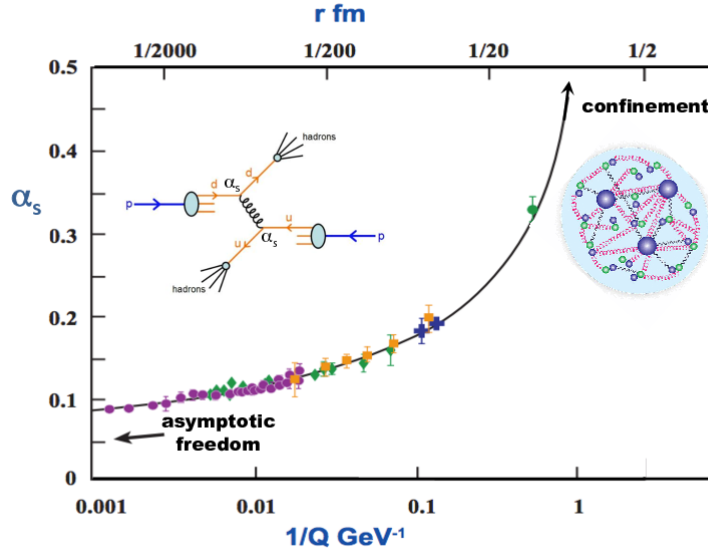 r fm
1/2000 1/200 1/20 1/2
0.5
confinement
hadrons
0.4
d αs d
p
αs
0.3
u
p
u αs
hadrons
0.2
0.1
asymptotic
freedom
0
0.001 0.01 0.1 1
1/Q GeV⁻¹